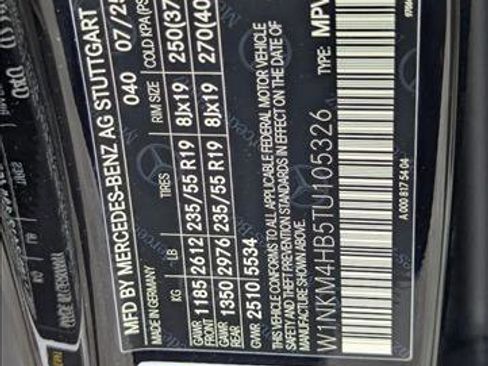 MFD BY MERCEDES-BENZ AG STUTTGART
IN GERMANY 040 07/25
KG LB TIRES RIM SIZE COLD KPA
GAWR FRONT 1185 2612 235/55 R19 8Jx19 250(37
GAWR REAR 1350 2976 235/55 R19 8Jx19 270(40
GVWR 2510 5534
THIS VEHICLE CONFORMS TO ALL APPLICABLE FEDERAL MOTOR VEHICLE
SAFETY AND THEFT PREVENTION STANDARDS IN EFFECT ON THE DATE OF
MANUFACTURE SHOWN ABOVE.
W1NKM4HB5TU105326 MPV
A 000 817 54 04